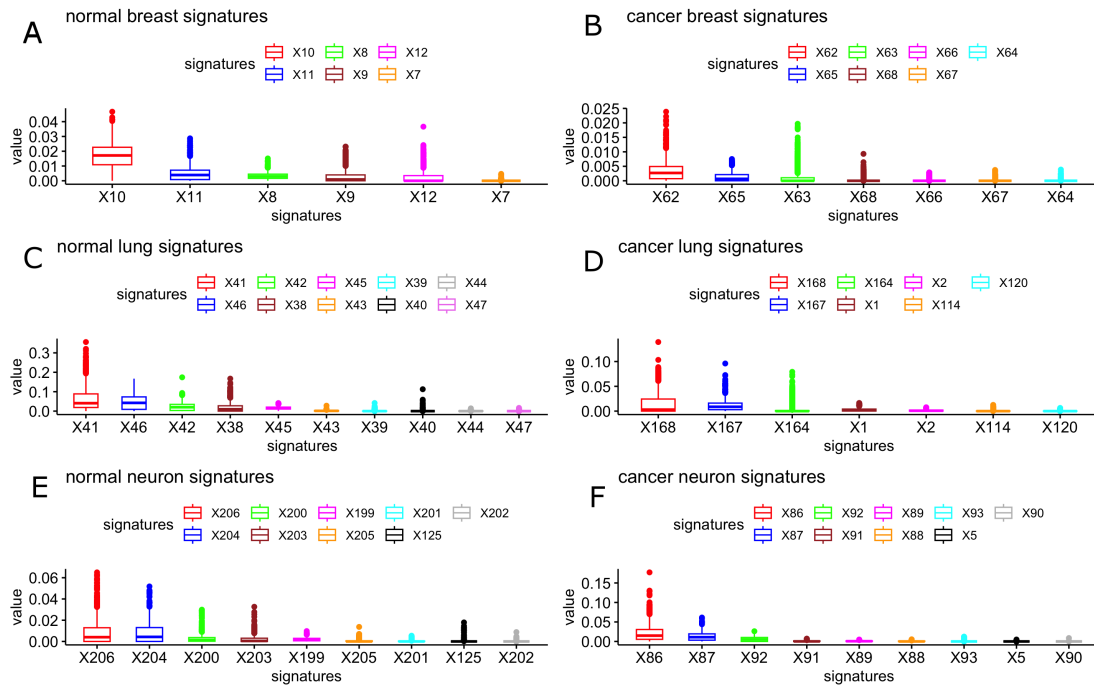 A normal breast signatures
signatures X10 X8 X12
X11 X9 X7
value
0.04
0.03
0.02
0.01
0.00
X10 X11 X8 X9 X12 X7
signatures
B cancer breast signatures
signatures X62 X63 X66 X64
X65 X68 X67
value
0.025
0.020
0.015
0.010
0.005
0.000
X62 X65 X63 X68 X66 X67 X64
signatures
C normal lung signatures
signatures X41 X42 X45 X39 X44
X46 X38 X43 X40 X47
value
0.3
0.2
0.1
0.0
X41 X46 X42 X38 X45 X43 X39 X40 X44 X47
signatures
D cancer lung signatures
signatures X168 X164 X2 X120
X167 X1 X114
value
0.10
0.05
0.00
X168 X167 X164 X1 X2 X114 X120
signatures
E normal neuron signatures
signatures X206 X200 X199 X201 X202
X204 X203 X205 X125
value
0.06
0.04
0.02
0.00
X206 X204 X200 X203 X199 X205 X201 X125 X202
signatures
F cancer neuron signatures
signatures X86 X92 X89 X93 X90
X87 X91 X88 X5
value
0.15
0.10
0.05
0.00
X86 X87 X92 X91 X89 X88 X93 X5 X90
signatures